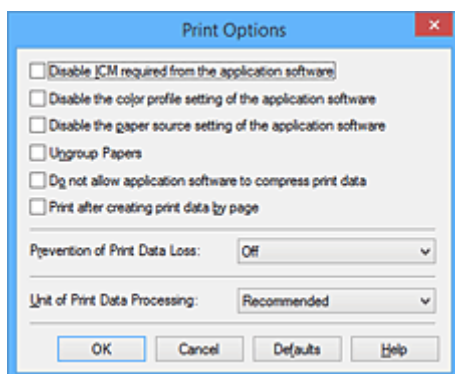 Print Options
Disable ICM required from the application software
Disable the color profile setting of the application software
Disable the paper source setting of the application software
Ungroup Papers
Do not allow application software to compress print data
Print after creating print data by page
Prevention of Print Data Loss: Off
Unit of Print Data Processing: Recommended
OK Cancel Defaults Help